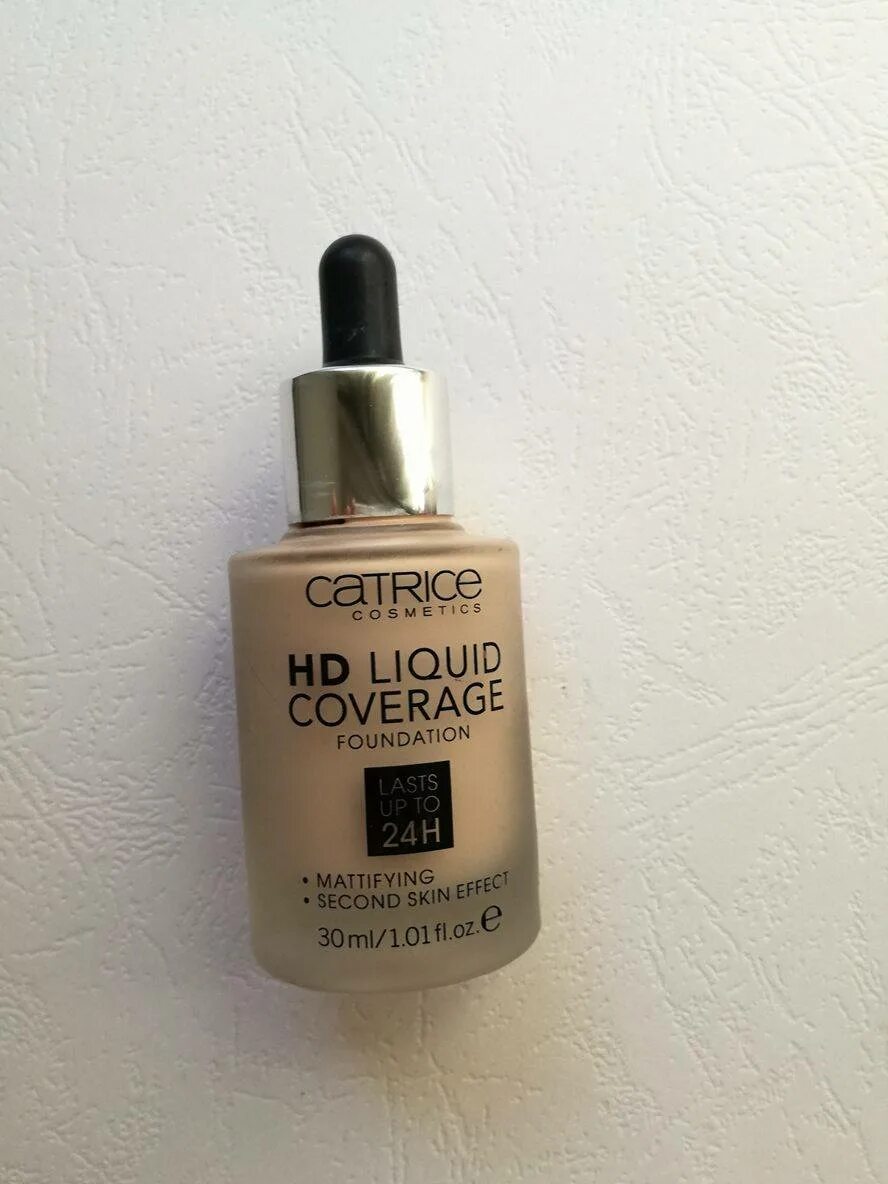 CATRICE
COSMETICS
HD LIQUID
COVERAGE
FOUNDATION
LASTS
UP TO
24H
• MATTIFYING
• SECOND SKIN EFFECT
30ml/1.01fl.oz.℮